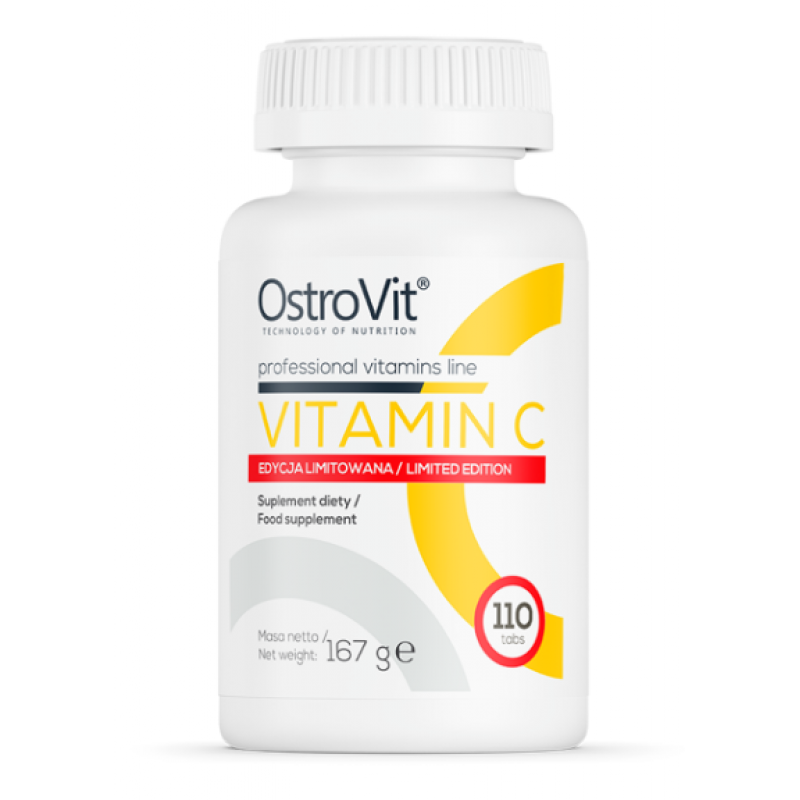 OstroVit®
TECHNOLOGY OF NUTRITION
professional vitamins line
VITAMIN C
EDYCJA LIMITOWANA / LIMITED EDITION
Suplement diety /
Food supplement
110
tabs
Masa netto /
Net weight: 167 g e